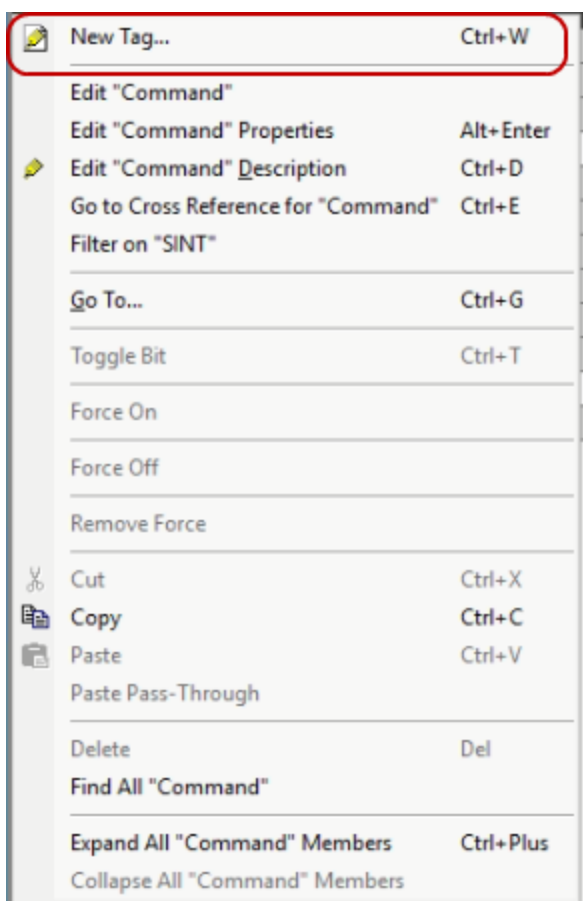 New Tag... Ctrl+W
Edit "Command"
Edit "Command" Properties Alt+Enter
Edit "Command" Description Ctrl+D
Go to Cross Reference for "Command" Ctrl+E
Filter on "SINT"
Go To... Ctrl+G
Toggle Bit Ctrl+T
Force On
Force Off
Remove Force
Cut Ctrl+X
Copy Ctrl+C
Paste Ctrl+V
Paste Pass-Through
Delete Del
Find All "Command"
Expand All "Command" Members Ctrl+Plus
Collapse All "Command" Members